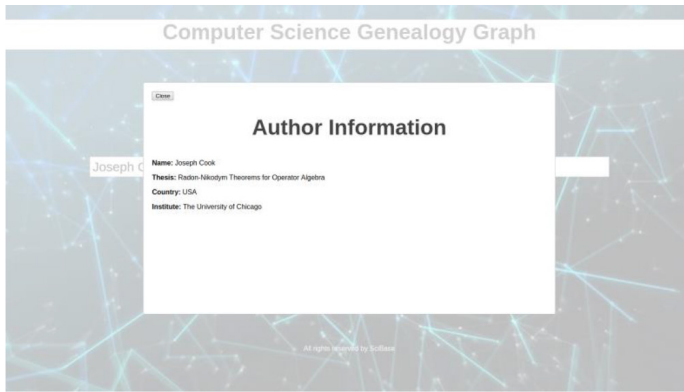 Computer Science Genealogy Graph
Close
Author Information
Joseph C
Name: Joseph Cook
Thesis: Radon-Nikodym Theorems for Operator Algebra
Country: USA
Institute: The University of Chicago
All rights reserved by SciBase